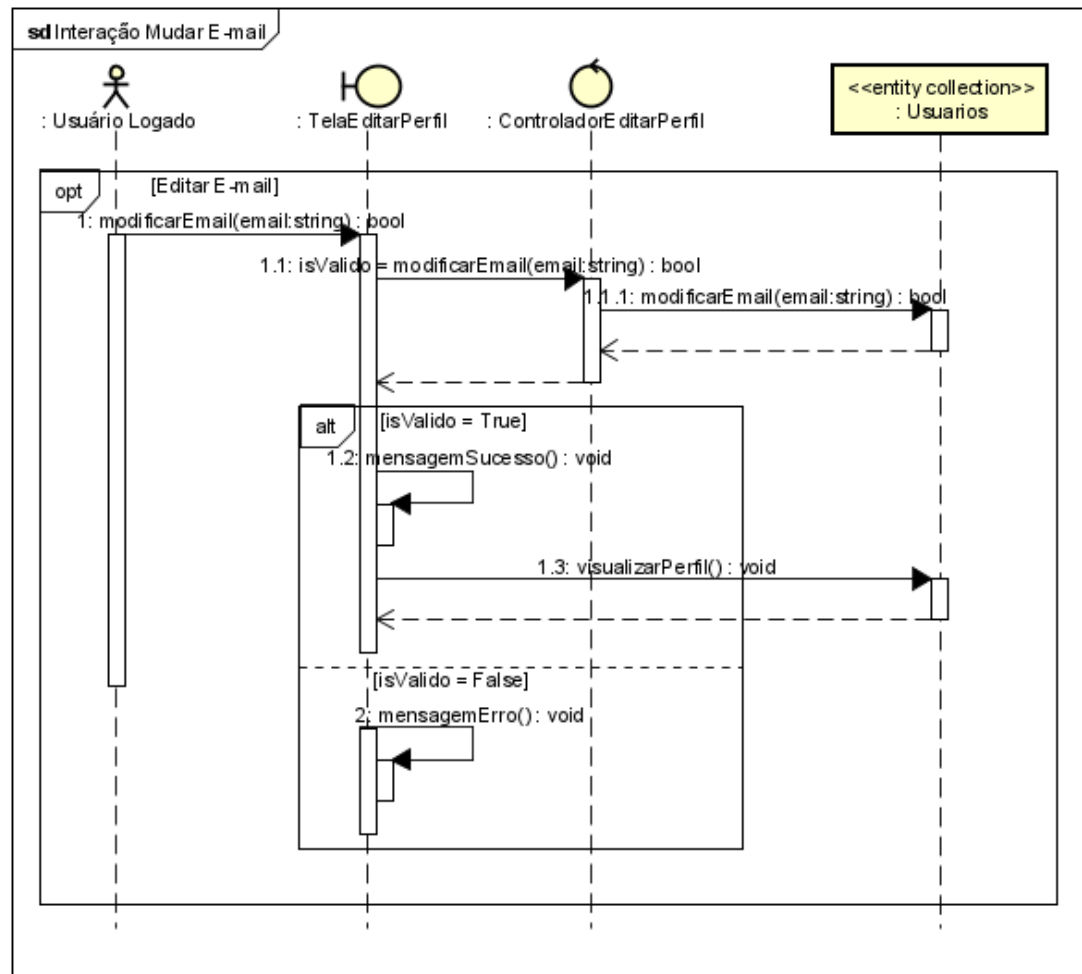 sd Interação Mudar E-mail
: Usuário Logado
: TelaEditarPerfil
: ControladorEditarPerfil
<<entity collection>>
: Usuarios
opt
[Editar E-mail]
1: modificarEmail(email:string) : bool
1.1: isValido = modificarEmail(email:string) : bool
1.1.1: modificarEmail(email:string) : bool
alt
[isValido = True]
1.2: mensagemSucesso() : void
1.3: visualizarPerfil() : void
[isValido = False]
2: mensagemErro() : void